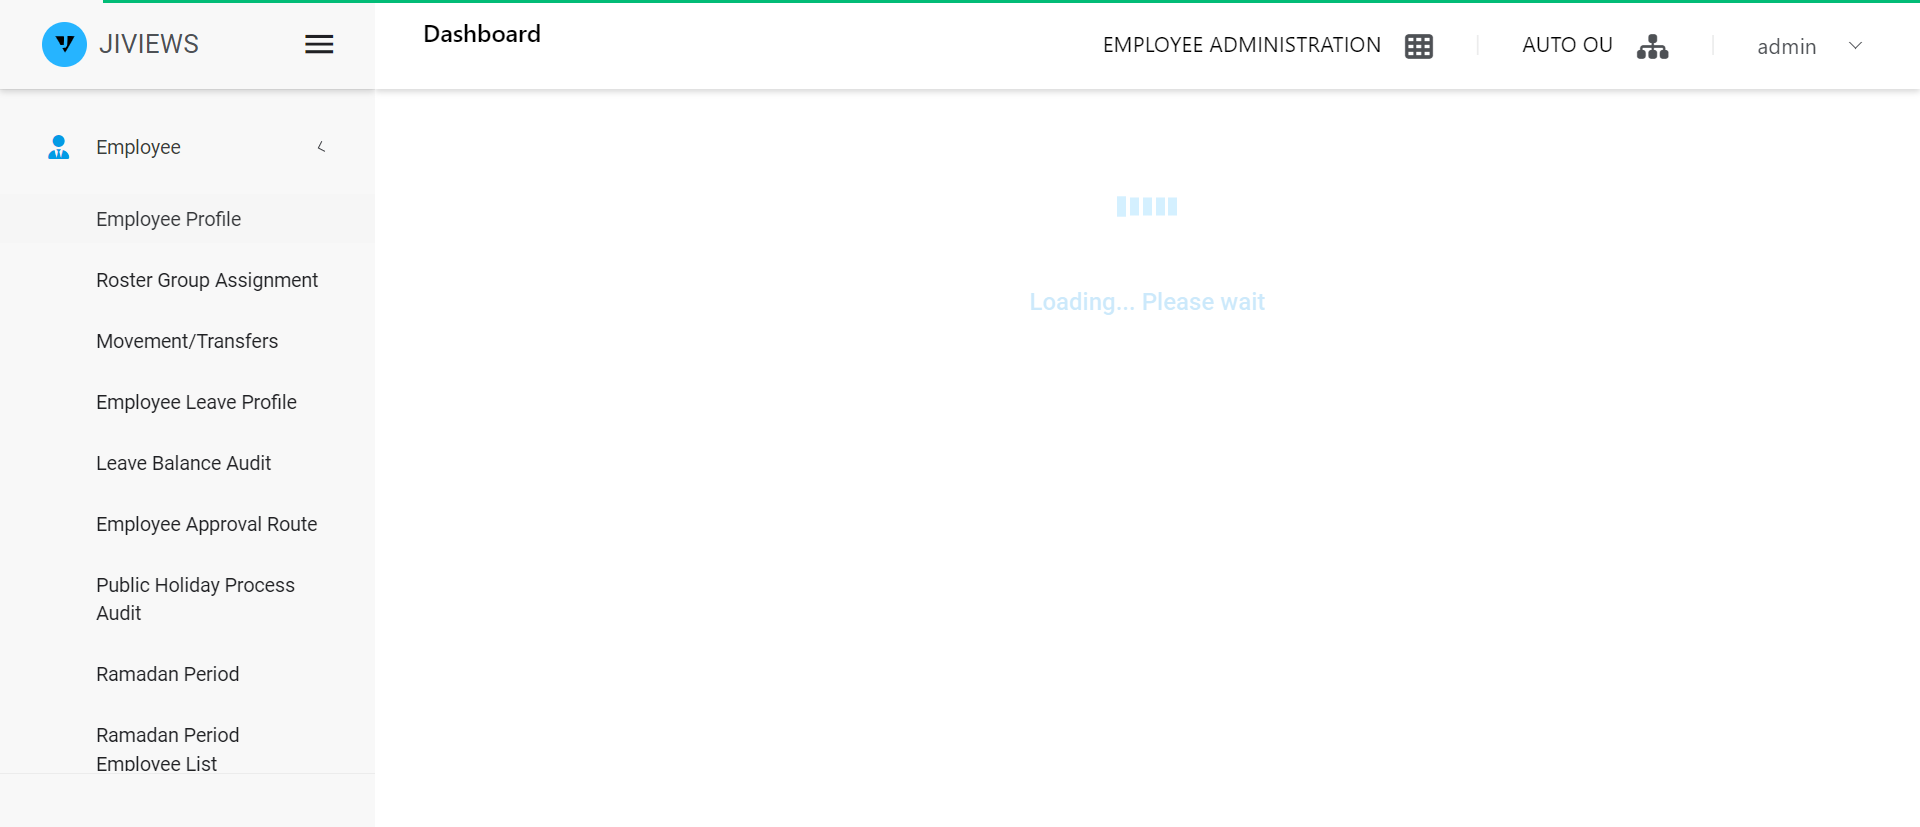 JIVIEWS
Dashboard
EMPLOYEE ADMINISTRATION
AUTO OU
admin
Employee
Employee Profile
Roster Group Assignment
Movement/Transfers
Employee Leave Profile
Leave Balance Audit
Employee Approval Route
Public Holiday Process
Audit
Ramadan Period
Ramadan Period
Employee List
Loading... Please wait